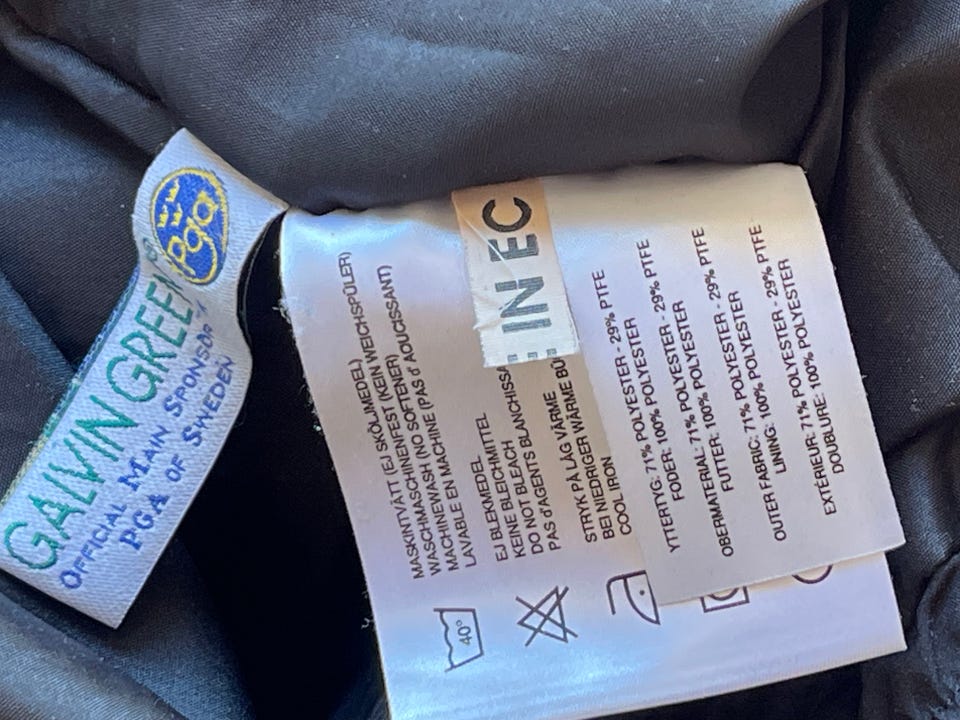 pga
GALVIN GREEN
OFFICIAL MAIN SPONSOR
PGA OF SWEDEN
IN EC
MASKINTVÄTT (EJ SKÖLJMEDEL)
WASCHMASCHINENFEST (KEIN WEICHSPÜLER)
MACHINEWASH (NO SOFTENER)
LAVABLE EN MACHINE (PAS d' ADUCISSANT)
EJ BLEKMEDEL
KEINE BLEICHMITTEL
DO NOT BLEACH
PAS d'AGENTS BLANCHISSA
STRYK PÅ LÅG VÄRME
BEI NIEDRIGER WÄRME BÜ
COOL IRON
40°
YTTERTYG: 71% POLYESTER - 29% PTFE
FODER: 100% POLYESTER
OBERMATERIAL: 71% POLYESTER - 29% PTFE
FUTTER: 100% POLYESTER
OUTER FABRIC: 71% POLYESTER - 29% PTFE
LINING: 100% POLYESTER
EXTÉRIEUR: 71% POLYESTER - 29% PTFE
DOUBLURE: 100% POLYESTER